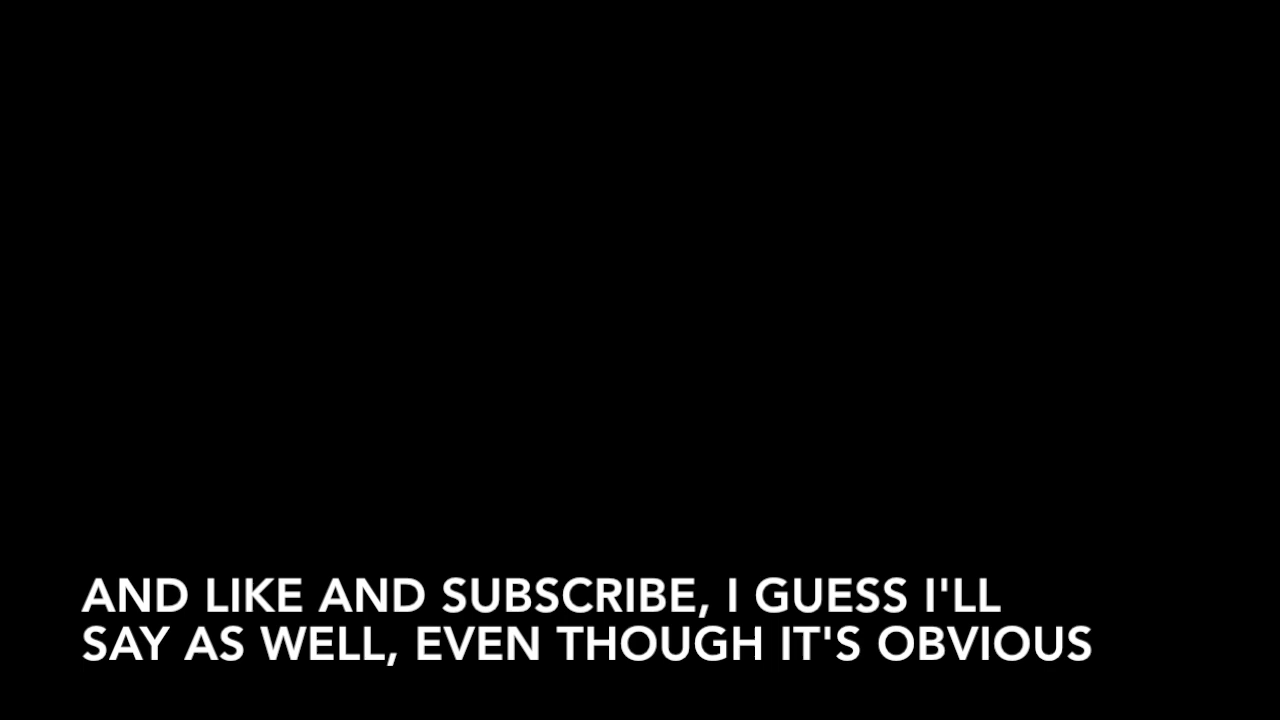 AND LIKE AND SUBSCRIBE, I GUESS I'LL
SAY AS WELL, EVEN THOUGH IT'S OBVIOUS